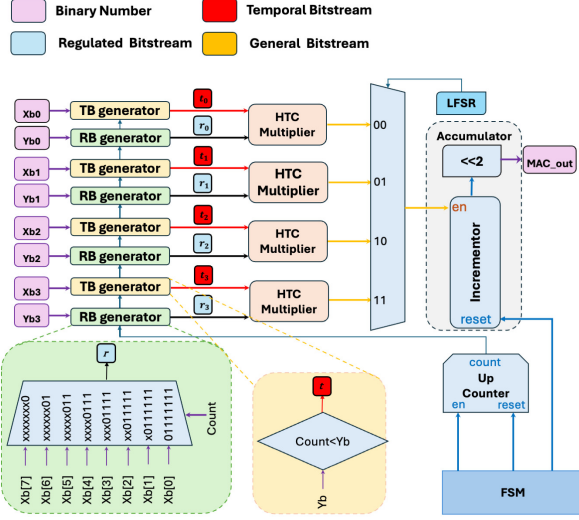 Binary Number
Temporal Bitstream
Regulated Bitstream
General Bitstream
Xb0
TB generator
t0
HTC
Multiplier
Yb0
RB generator
r0
00
LFSR
Accumulator
<<2
MAC_out
Xb1
TB generator
t1
HTC
Multiplier
Yb1
RB generator
r1
01
Xb2
TB generator
t2
HTC
Multiplier
Yb2
RB generator
r2
10
en
Incrementor
reset
Xb3
TB generator
t3
HTC
Multiplier
Yb3
RB generator
r3
11
r
xxxxxxx0
xxxxxx01
xxxxx011
xxxx0111
xxx01111
xx011111
x0111111
01111111
Count
Xb[7]
Xb[6]
Xb[5]
Xb[4]
Xb[3]
Xb[2]
Xb[1]
Xb[0]
t
Count<Yb
Yb
count
Up
Counter
en
reset
FSM